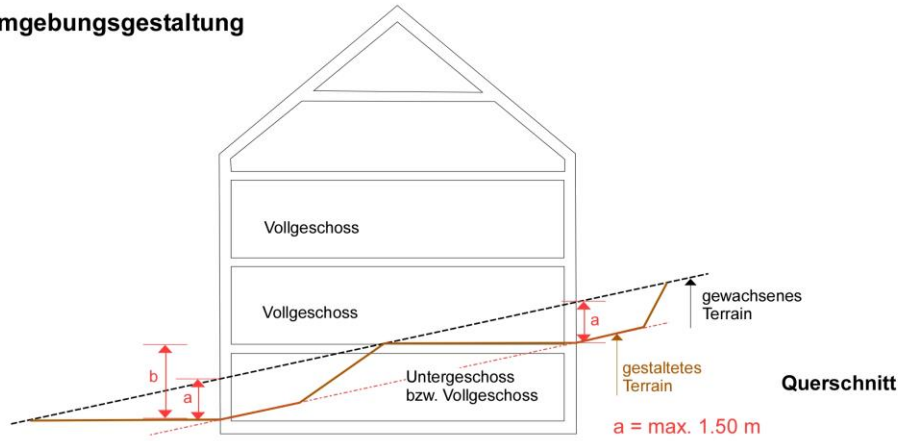 mgebungsgestaltung
Vollgeschoss
Vollgeschoss
a
gewachsenes
Terrain
b
a
Untergeschoss
bzw. Vollgeschoss
gestaltetes
Terrain
Querschnitt
a = max. 1.50 m